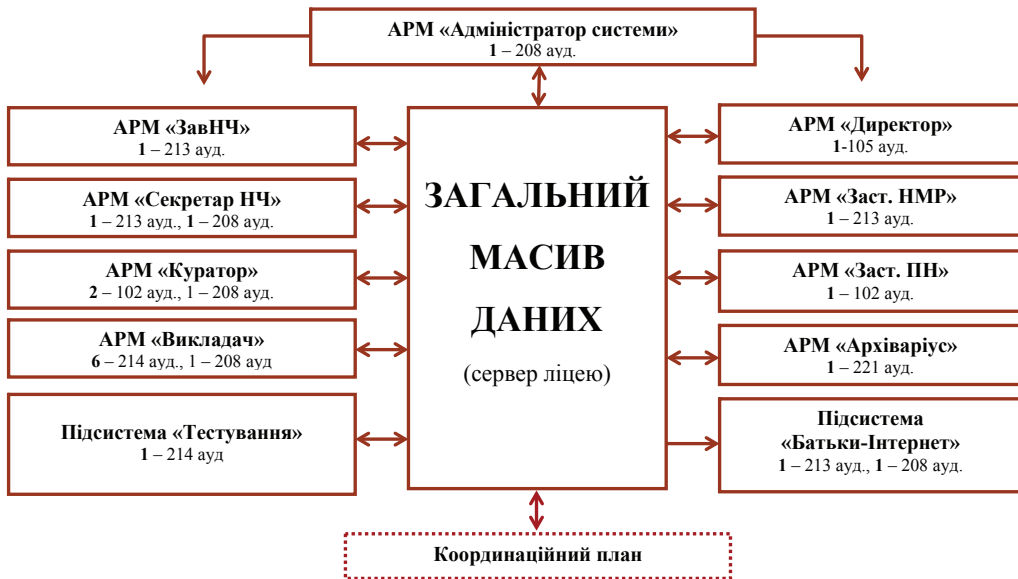 АРМ «Адміністратор системи»
1 – 208 ауд.
АРМ «ЗавНЧ»
1 – 213 ауд.
АРМ «Секретар НЧ»
1 – 213 ауд., 1 – 208 ауд.
АРМ «Куратор»
2 – 102 ауд., 1 – 208 ауд.
АРМ «Викладач»
6 – 214 ауд., 1 – 208 ауд
Підсистема «Тестування»
1 – 214 ауд
ЗАГАЛЬНИЙ
МАСИВ
ДАНИХ
(сервер ліцею)
АРМ «Директор»
1-105 ауд.
АРМ «Заст. НМР»
1 – 213 ауд.
АРМ «Заст. ПН»
1 – 102 ауд.
АРМ «Архіваріус»
1 – 221 ауд.
Підсистема
«Батьки-Інтернет»
1 – 213 ауд., 1 – 208 ауд.
Координаційний план